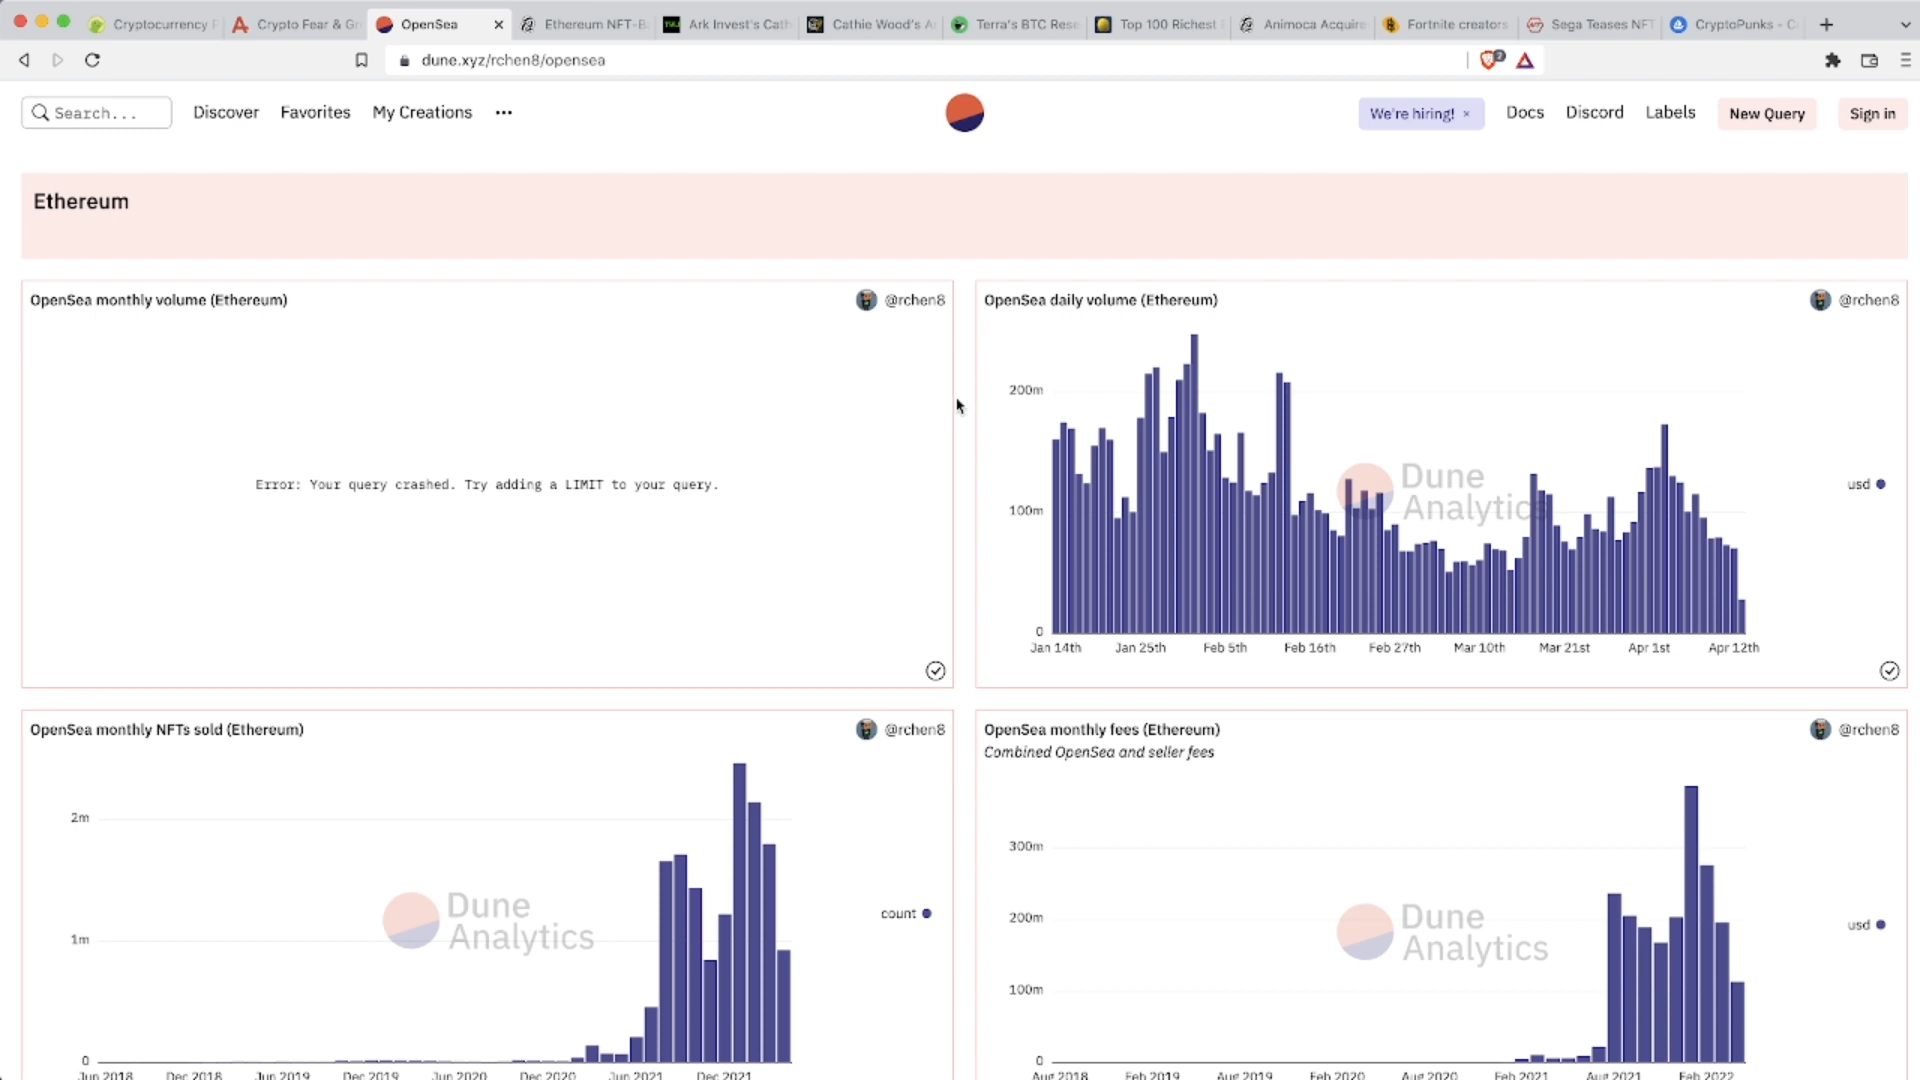 Cryptocurrency P
Crypto Fear & Gr
OpenSea
Ethereum NFT-B
Ark Invest's Cath
Cathie Wood's A
Terra's BTC Rese
Top 100 Richest
Animoca Acquire
Fortnite creators
Sega Teases NFT
CryptoPunks - C
dune.xyz/rchen8/opensea
2
Search...
Discover
Favorites
My Creations
We're hiring! ×
Docs
Discord
Labels
New Query
Sign in
Ethereum
OpenSea monthly volume (Ethereum)
@rchen8
Error: Your query crashed. Try adding a LIMIT to your query.
OpenSea daily volume (Ethereum)
@rchen8
200m
100m
0
Jan 14th Jan 25th Feb 5th Feb 16th Feb 27th Mar 10th Mar 21st Apr 1st Apr 12th
usd
Dune
Analytics
OpenSea monthly NFTs sold (Ethereum)
@rchen8
2m
1m
0
Jun 2018 Dec 2018 Jun 2019 Dec 2019 Jun 2020 Dec 2020 Jun 2021 Dec 2021
count
Dune
Analytics
OpenSea monthly fees (Ethereum)
Combined OpenSea and seller fees
@rchen8
300m
200m
100m
0
Aug 2018 Feb 2019 Aug 2019 Feb 2020 Aug 2020 Feb 2021 Aug 2021 Feb 2022
usd
Dune
Analytics